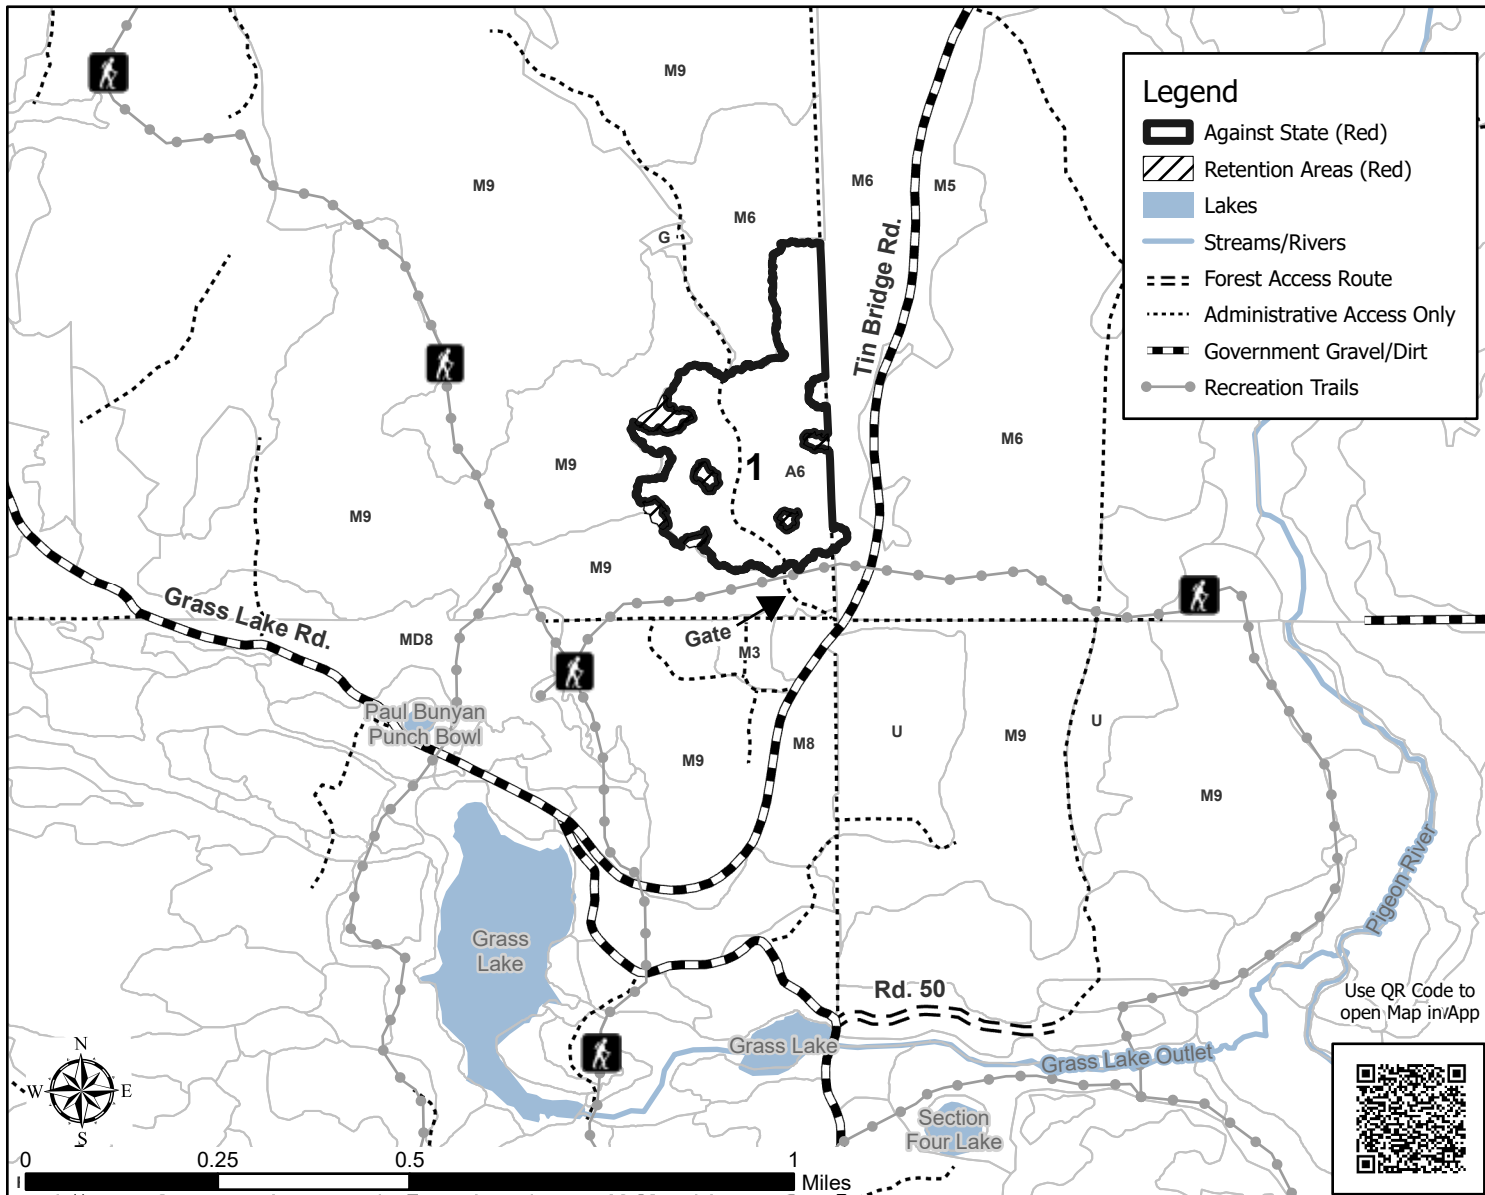 M9
M9
M6
M6
M5
G
Tin Bridge Rd.
Legend
Against State (Red)
Retention Areas (Red)
Lakes
Streams/Rivers
Forest Access Route
Administrative Access Only
Government Gravel/Dirt
Recreation Trails
M6
M9
1
A6
M9
M9
Grass Lake Rd.
Gate
MD8
M3
Paul Bunyan
Punch Bowl
M9
M8
U
M9
U
M9
Pigeon River
Grass
Lake
Rd. 50
Use QR Code to
open Map in App
Grass Lake
Grass Lake Outlet
Section
Four Lake
N
W
E
S
0
0.25
0.5
1
Miles